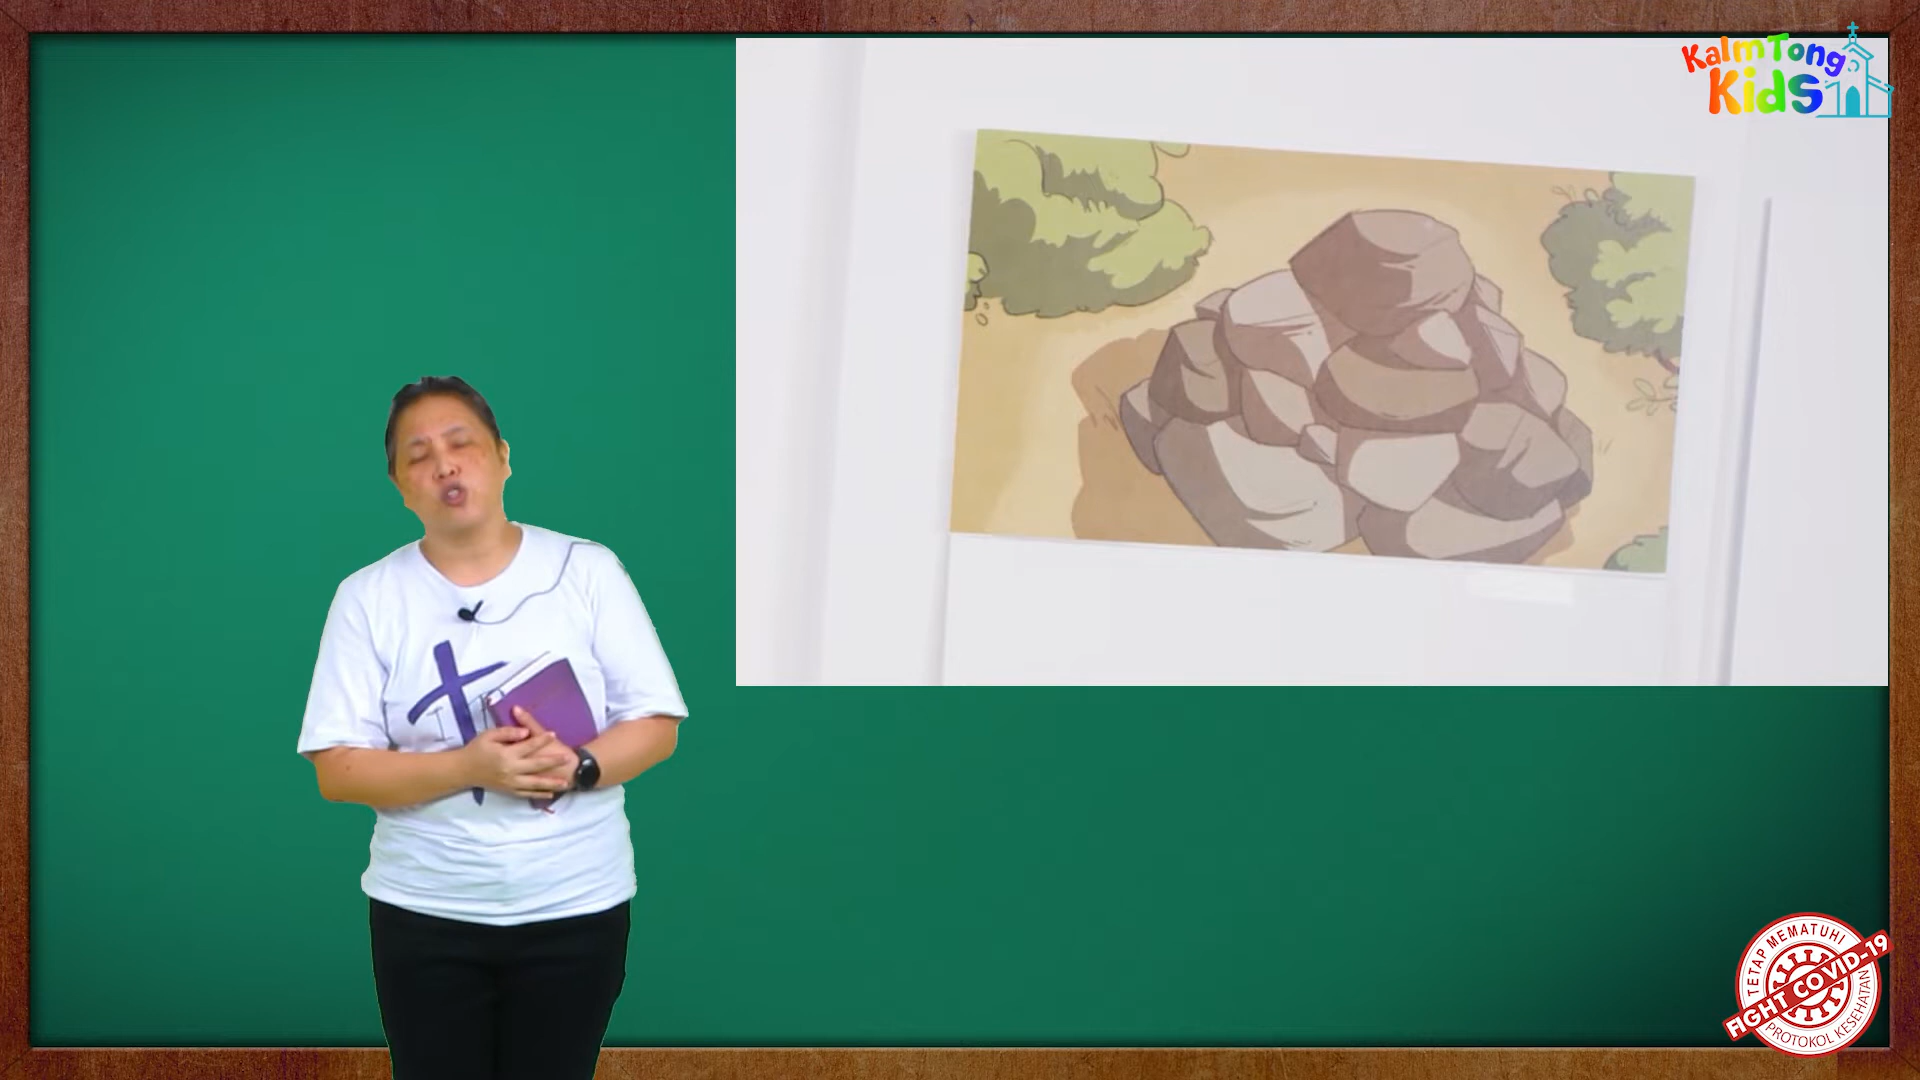 KalmTong
Kids
TETAP MEMATUHI
FIGHT COVID-19
PROTOKOL KESEHATAN